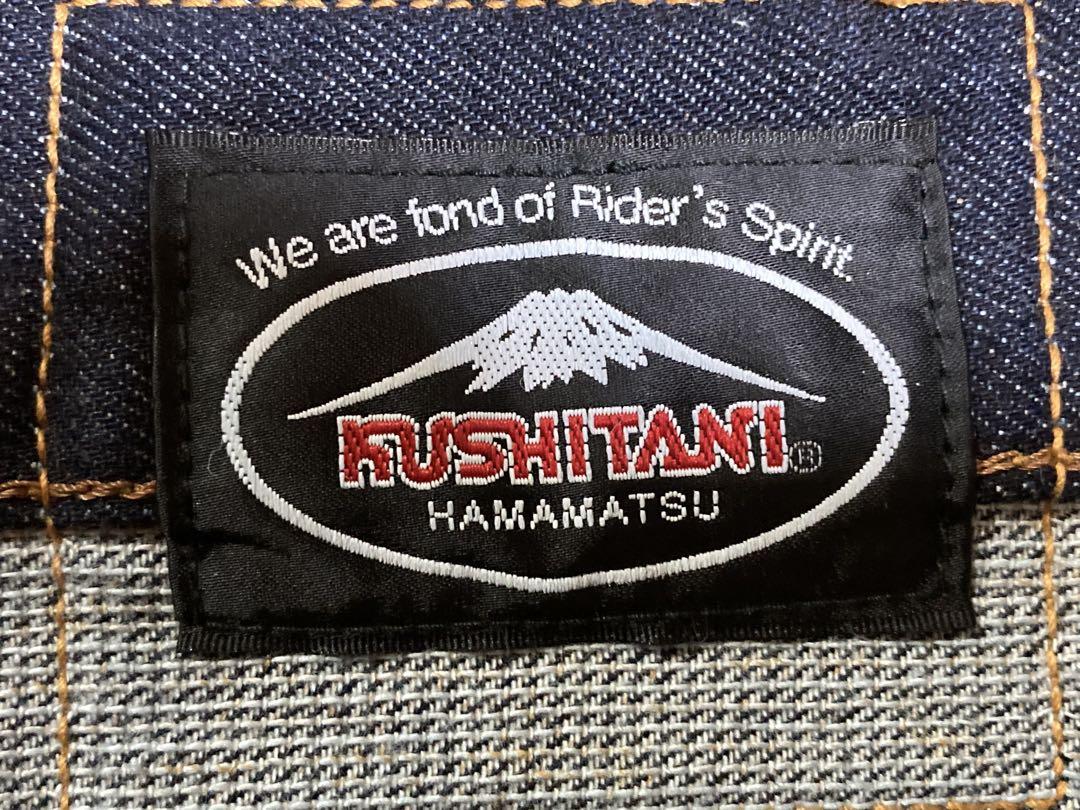 We are fond of Rider's Spirit.
KUSHITANI®
HAMAMATSU